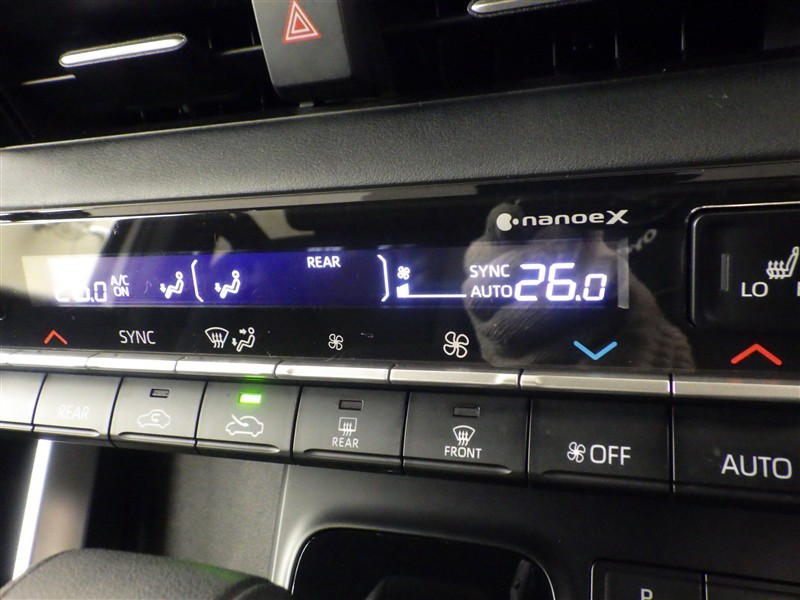 nanoeX
REAR
26.0 A/C ON
SYNC AUTO 26.0
LO
SYNC
REAR
REAR
FRONT
OFF
AUTO
P